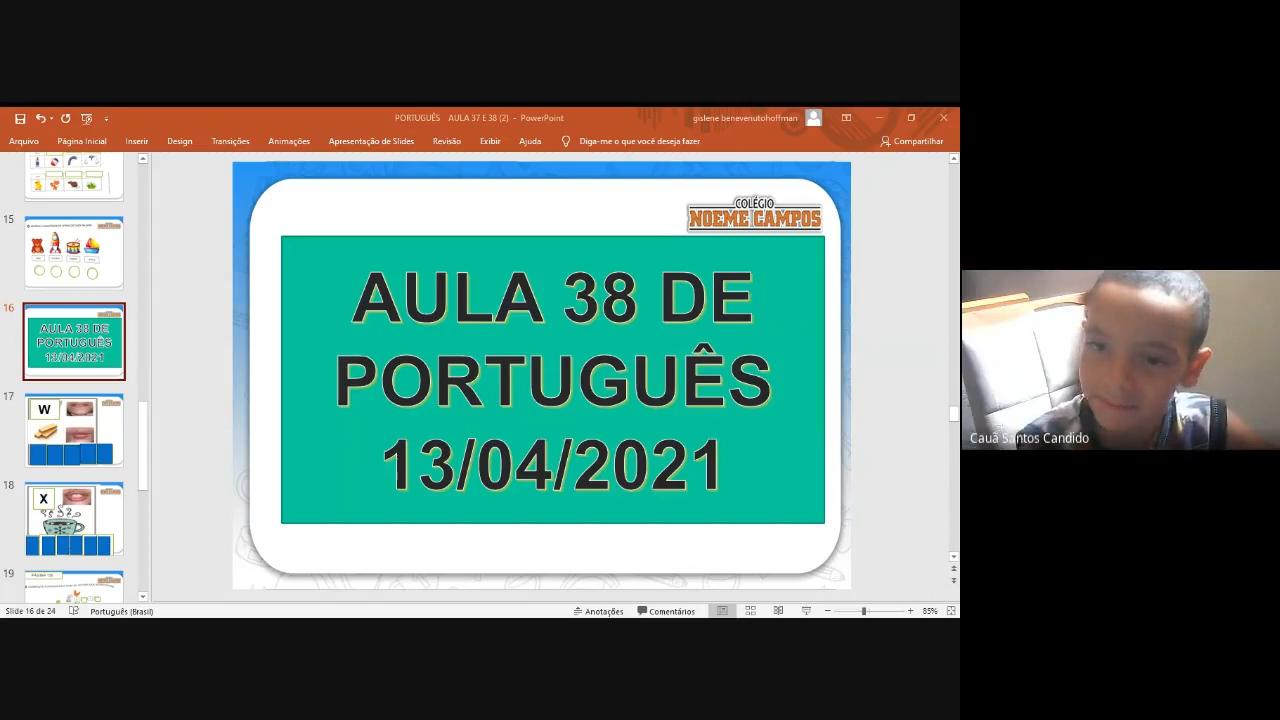 PORTUGUÊS AULA 37 E 38 (2) - PowerPoint
gislene benevenutohoffman
Arquivo Página Inicial Inserir Design Transições Animações Apresentação de Slides Revisão Exibir Ajuda Diga-me o que você deseja fazer Compartilhar
15
16
AULA 38 DE
PORTUGUÊS
13/04/2021
17
W
18
X
19
COLÉGIO
NOEME CAMPOS
AULA 38 DE
PORTUGUÊS
13/04/2021
Cauã Santos Candido
Slide 16 de 24 Português (Brasil) Anotações Comentários 85%